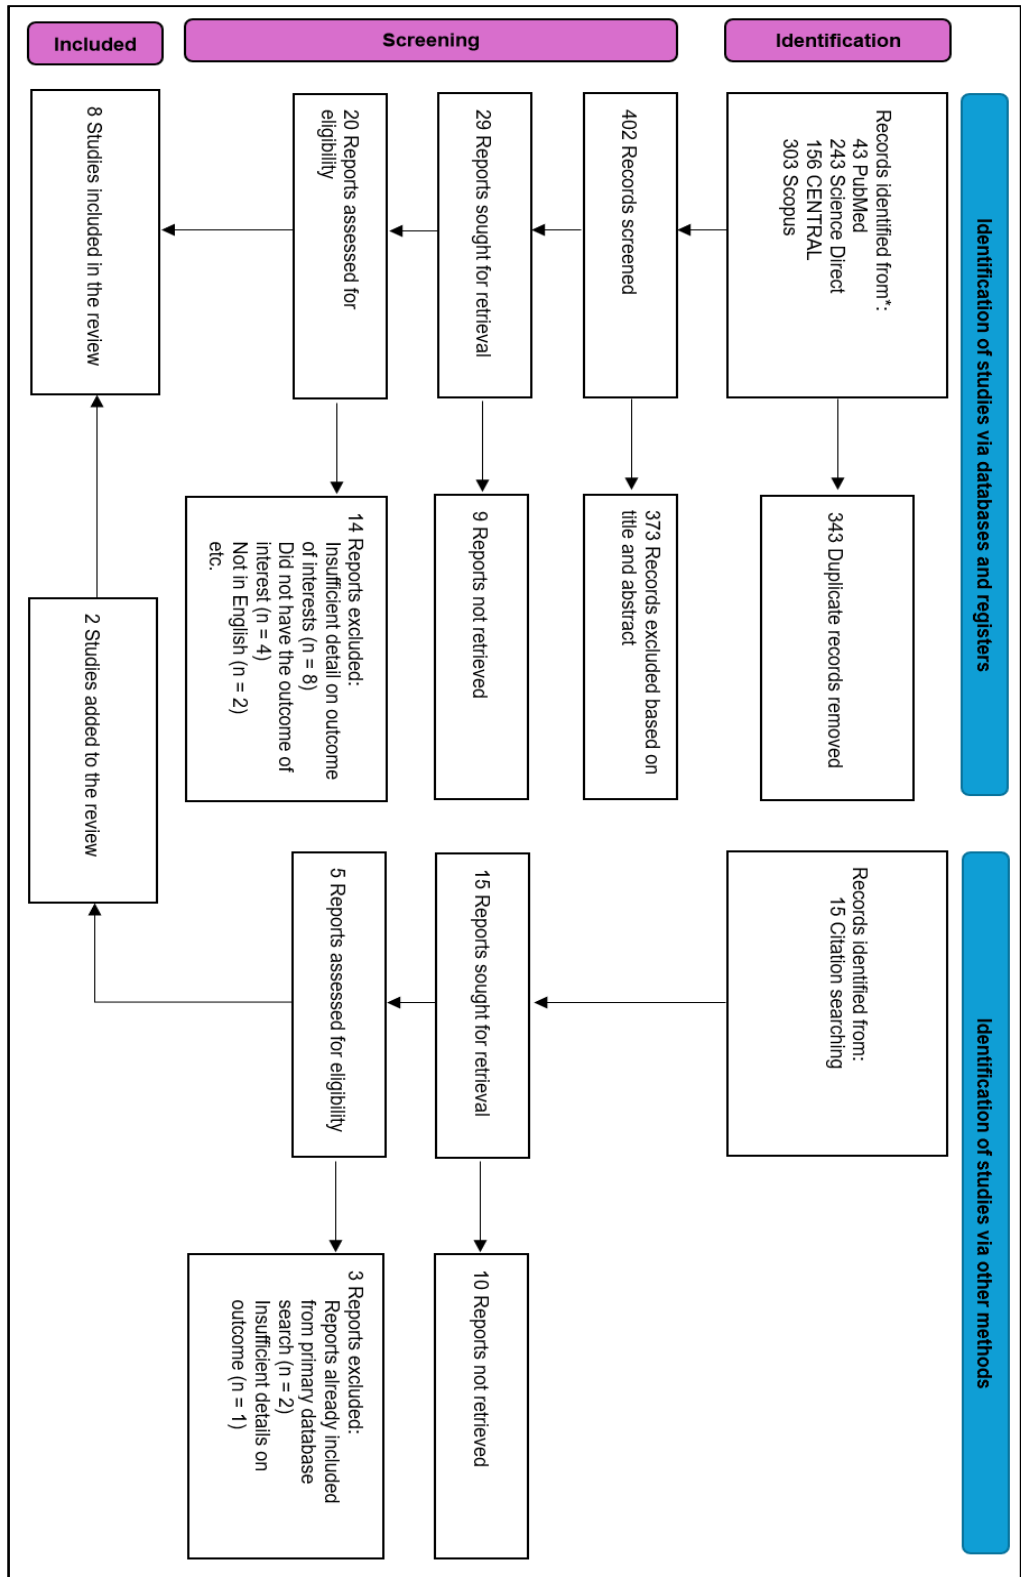 Identification of studies via databases and registers
Identification of studies via other methods
Identification
Records identified from*:
43 PubMed
243 Science Direct
156 CENTRAL
303 Scopus
343 Duplicate records removed
Records identified from:
15 Citation searching
Screening
402 Records screened
373 Records excluded based on
title and abstract
29 Reports sought for retrieval
9 Reports not retrieved
15 Reports sought for retrieval
10 Reports not retrieved
20 Reports assessed for
eligibility
14 Reports excluded:
Insufficient detail on outcome
of interests (n = 8)
Did not have the outcome of
interest (n = 4)
Not in English (n = 2)
etc.
5 Reports assessed for eligibility
3 Reports excluded:
Reports already included
from primary database
search (n = 2)
Insufficient details on
outcome (n = 1)
Included
8 Studies included in the review
2 Studies added to the review